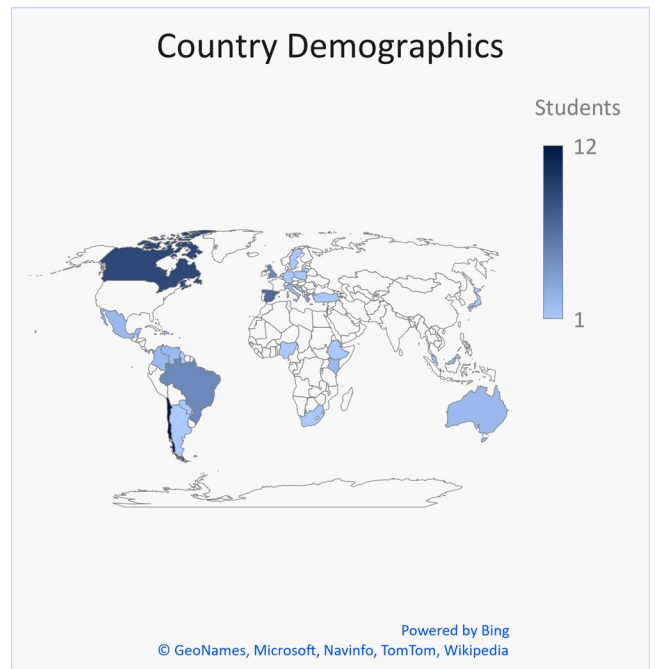 Country Demographics
Students
12
1
Powered by Bing
© GeoNames, Microsoft, Navinfo, TomTom, Wikipedia